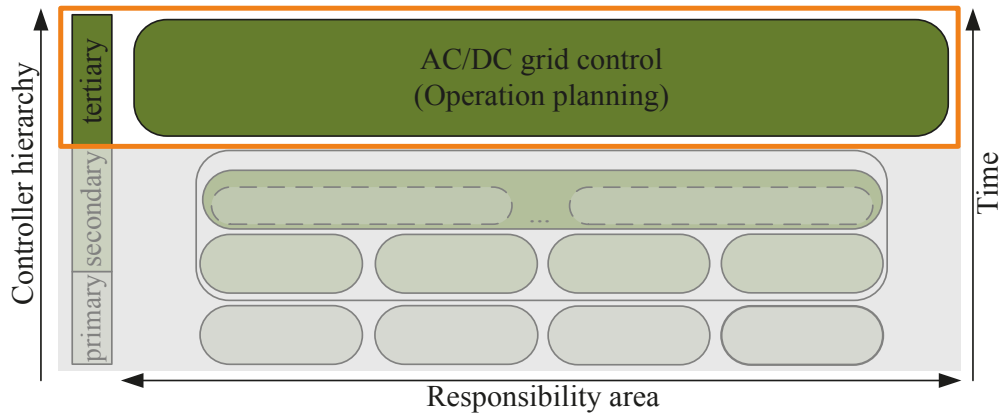 Controller hierarchy
tertiary
secondary
primary
AC/DC grid control
(Operation planning)
...
Time
Responsibility area